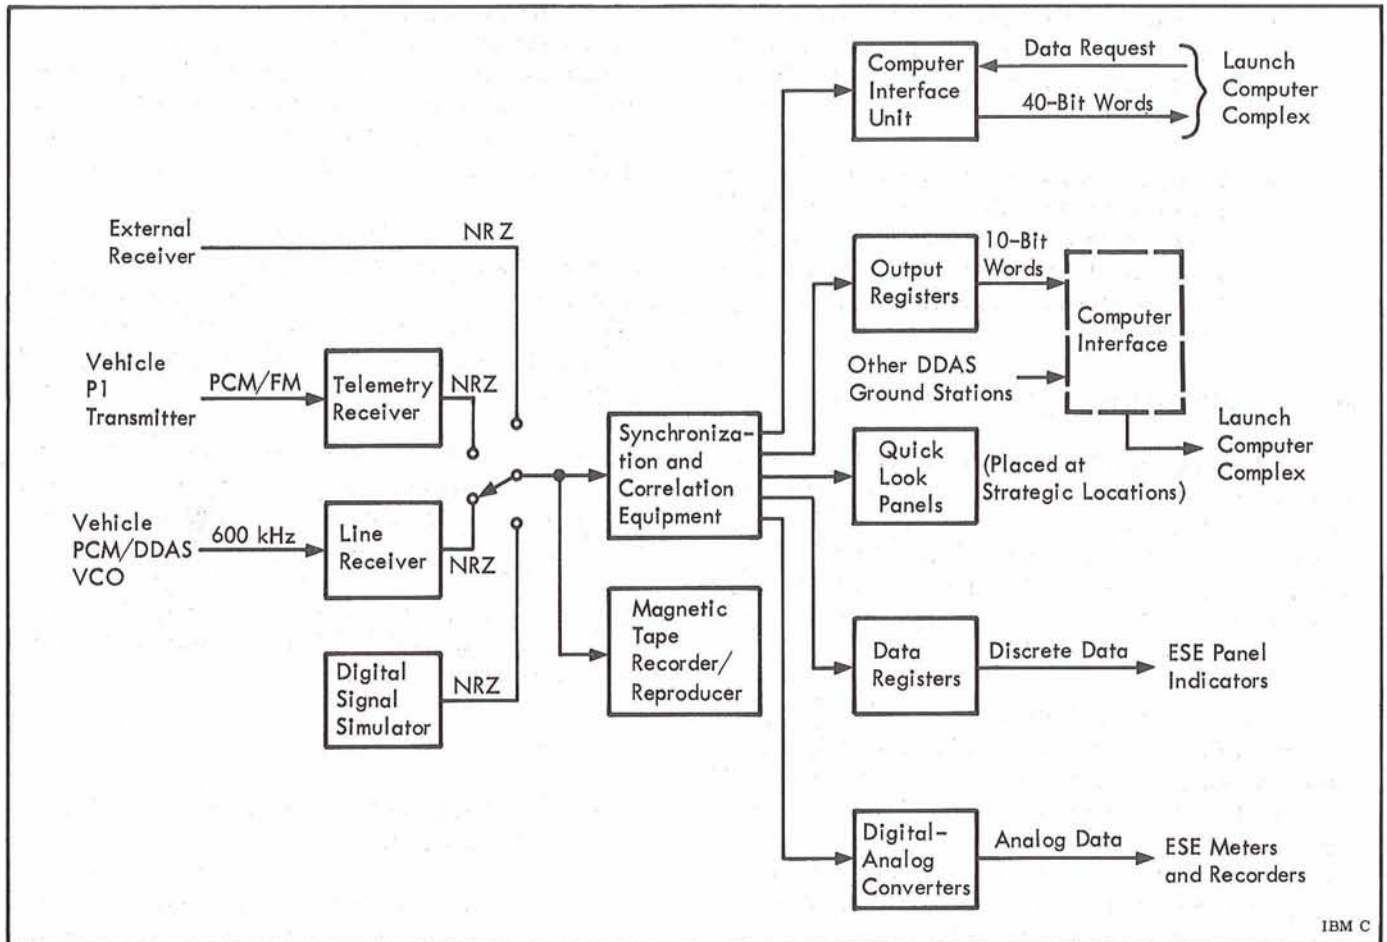 Computer
Interface
Unit
Data Request
40-Bit Words
Launch
Computer
Complex
External
Receiver
NRZ
Output
Registers
10-Bit
Words
Computer
Interface
Other DDAS
Ground Stations
Launch
Computer
Complex
Vehicle
P1
Transmitter
PCM/FM
Telemetry
Receiver
NRZ
Synchroniza-
tion and
Correlation
Equipment
Quick
Look
Panels
(Placed at
Strategic Locations)
Vehicle
PCM/DDAS
VCO
600 kHz
Line
Receiver
NRZ
Magnetic
Tape
Recorder/
Reproducer
Digital
Signal
Simulator
NRZ
Data
Registers
Discrete Data
ESE Panel
Indicators
Digital-
Analog
Converters
Analog Data
ESE Meters
and Recorders
IBM C